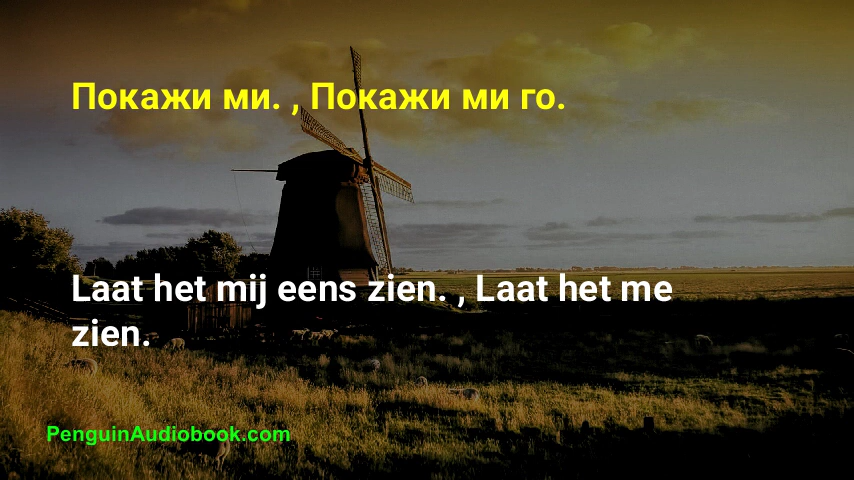 Покажи ми. , Покажи ми го.
Laat het mij eens zien. , Laat het me
zien.
PenguinAudiobook.com